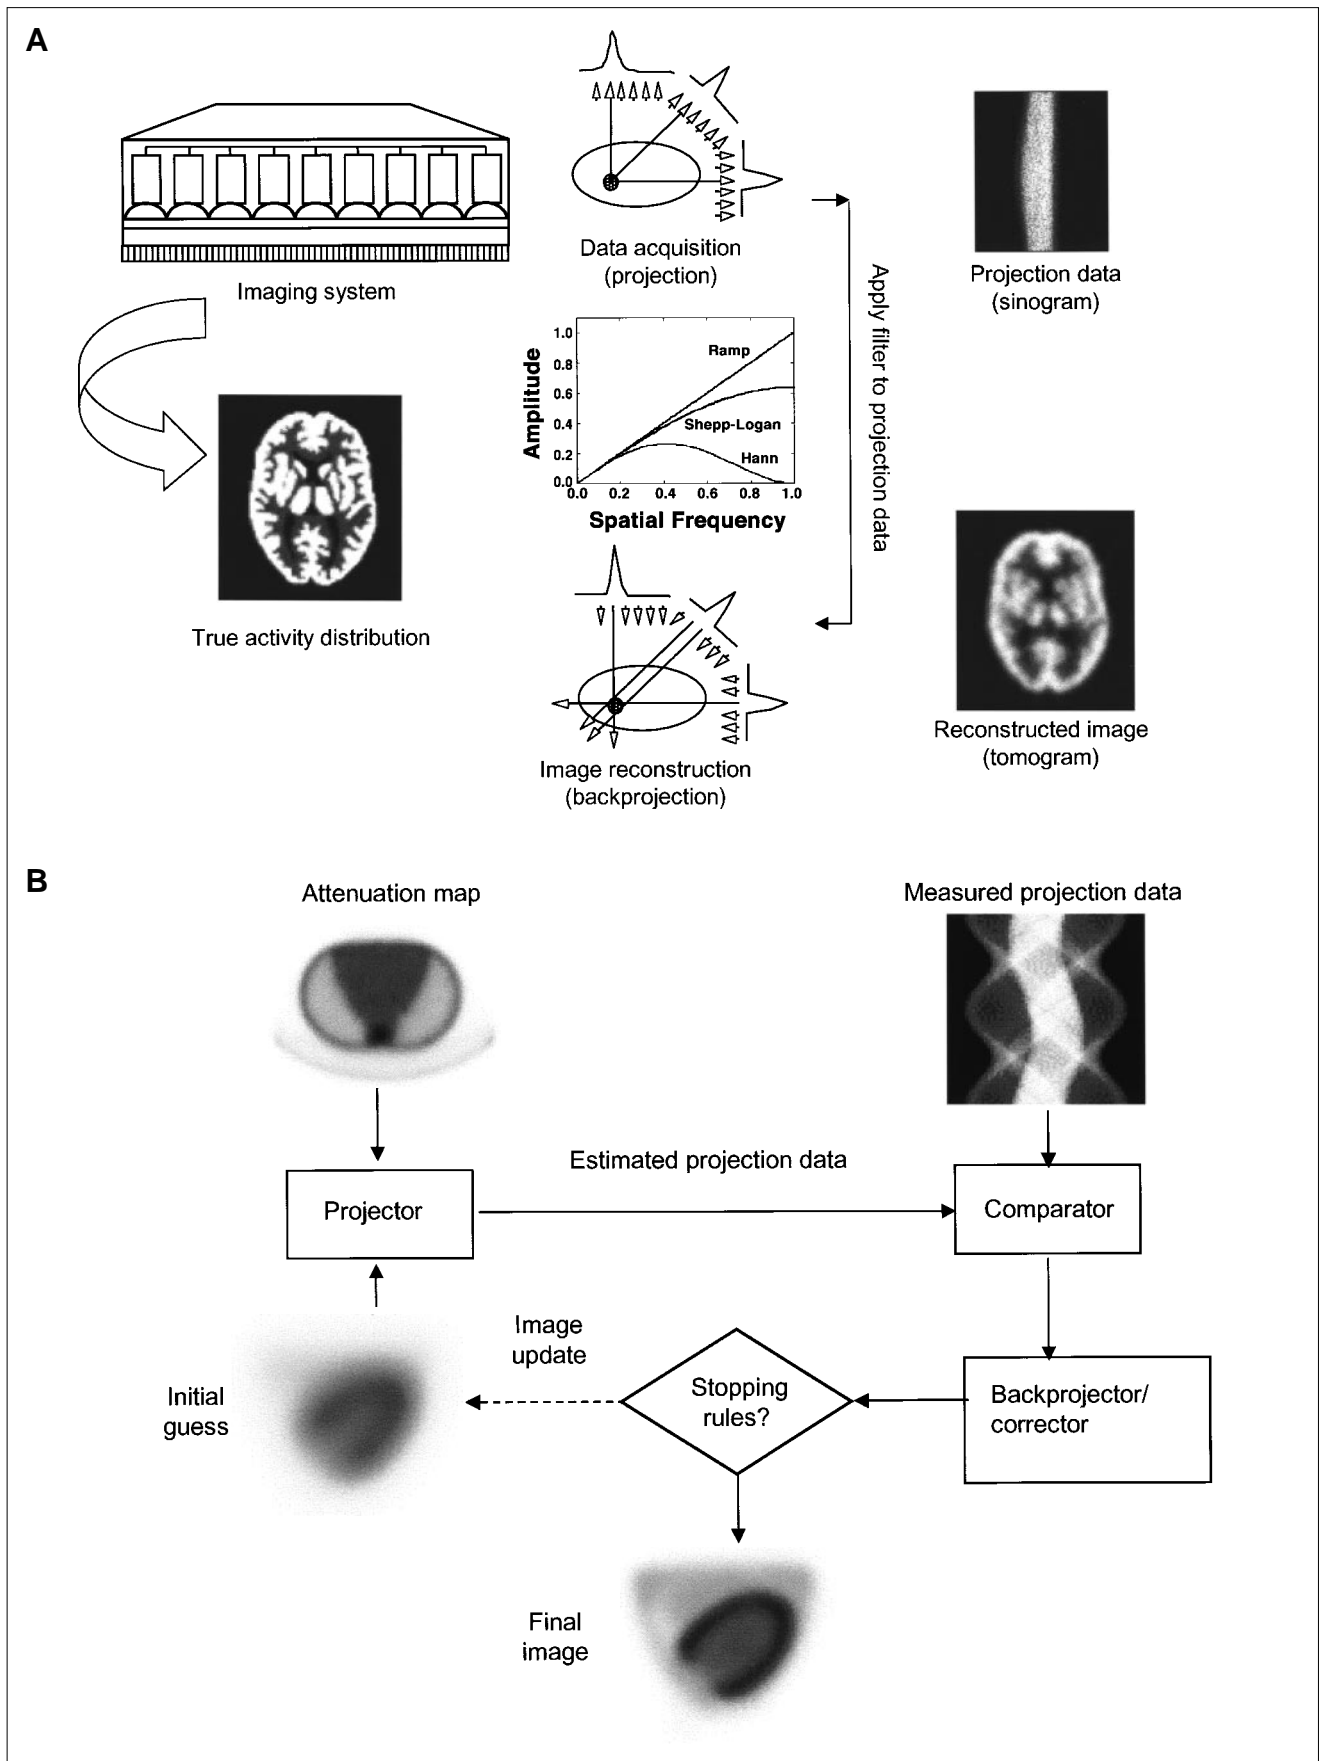 A
Imaging system
True activity distribution
Data acquisition
(projection)
Apply filter to projection data
Projection data
(sinogram)
Amplitude
1.0
0.8
0.6
0.4
0.2
0.0
Ramp
Shepp-Logan
Hann
0.0 0.2 0.4 0.6 0.8 1.0
Spatial Frequency
Image reconstruction
(backprojection)
Reconstructed image
(tomogram)
B
Attenuation map
Measured projection data
Projector
Estimated projection data
Comparator
Initial
guess
Image
update
Stopping
rules?
Backprojector/
corrector
Final
image